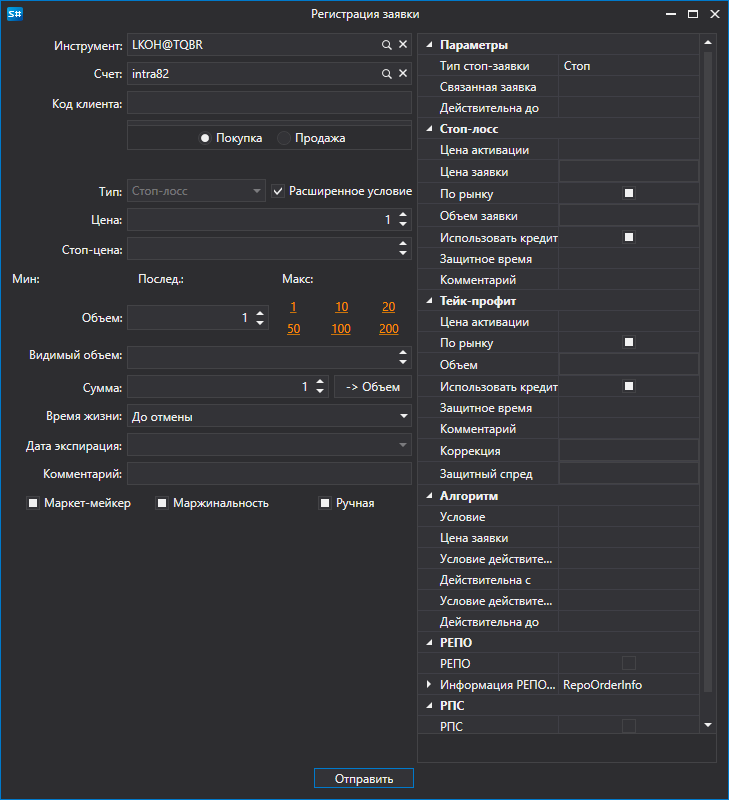 S#
Регистрация заявки
Инструмент: LKOH@TQBR
Счет: intra82
Код клиента:
Покупка Продажа
Тип: Стоп-лосс Расширенное условие
Цена: 1
Стоп-цена:
Мин: Послед.: Макс:
Объем: 1
1 10 20
50 100 200
Видимый объем:
Сумма: 1 -> Объем
Время жизни: До отмены
Дата экспирация:
Комментарий:
Маркет-мейкер Маржинальность Ручная
Параметры
Тип стоп-заявки Стоп
Связанная заявка
Действительна до
Стоп-лосс
Цена активации
Цена заявки
По рынку
Объем заявки
Использовать кредит
Защитное время
Комментарий
Тейк-профит
Цена активации
По рынку
Объем
Использовать кредит
Защитное время
Комментарий
Коррекция
Защитный спред
Алгоритм
Условие
Цена заявки
Условие действите...
Действительна с
Условие действите...
Действительна до
РЕПО
РЕПО
Информация РЕПО... RepoOrderInfo
РПС
РПС
Отправить